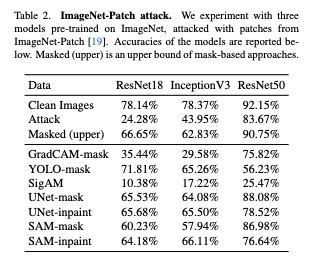 Table 2. ImageNet-Patch attack. We experiment with three
models pre-trained on ImageNet, attacked with patches from
ImageNet-Patch [19]. Accuracies of the models are reported be-
low. Masked (upper) is an upper bound of mask-based approaches.
Data ResNet18 InceptionV3 ResNet50
Clean Images 78.14% 78.37% 92.15%
Attack 24.28% 43.95% 83.67%
Masked (upper) 66.65% 62.83% 90.75%
GradCAM-mask 35.44% 29.58% 75.82%
YOLO-mask 71.81% 65.26% 56.23%
SigAM 10.38% 17.22% 25.47%
UNet-mask 65.53% 64.08% 88.08%
UNet-inpaint 65.68% 65.50% 78.52%
SAM-mask 60.23% 57.94% 86.98%
SAM-inpaint 64.18% 66.11% 76.64%